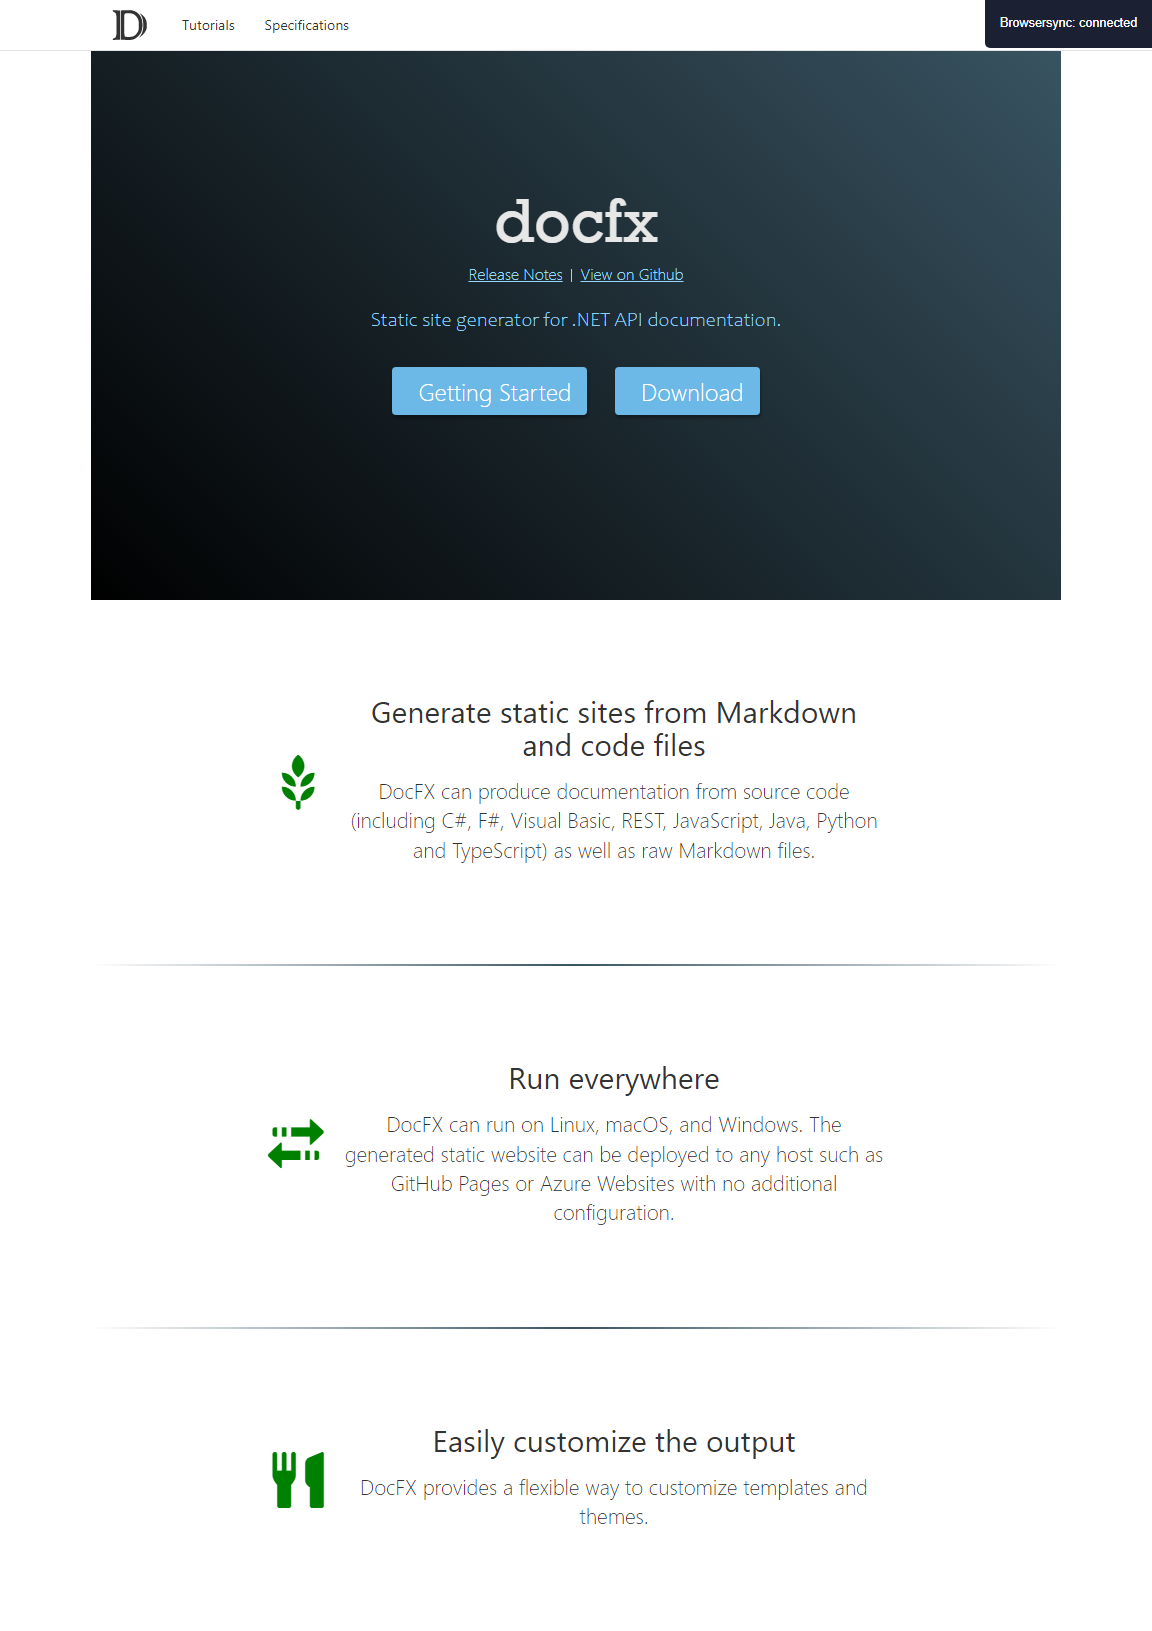 D
Tutorials
Specifications
Browsersync: connected
docfx
Release Notes | View on Github
Static site generator for .NET API documentation.
Getting Started
Download
Generate static sites from Markdown
and code files
DocFX can produce documentation from source code
(including C#, F#, Visual Basic, REST, JavaScript, Java, Python
and TypeScript) as well as raw Markdown files.
Run everywhere
DocFX can run on Linux, macOS, and Windows. The
generated static website can be deployed to any host such as
GitHub Pages or Azure Websites with no additional
configuration.
Easily customize the output
DocFX provides a flexible way to customize templates and
themes.